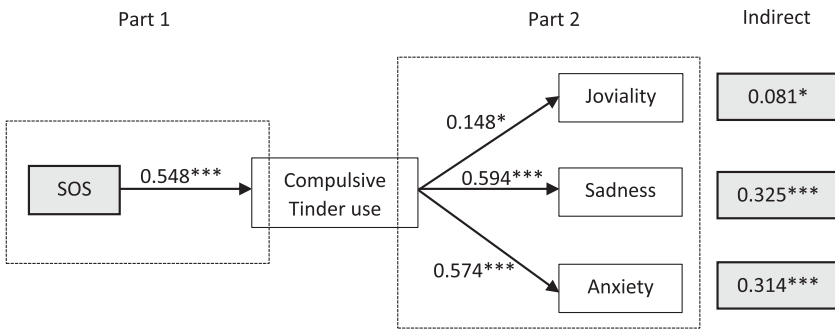 Part 1
Part 2
Indirect
Joviality
0.081*
0.148*
SOS
0.548***
Compulsive
Tinder use
0.594***
Sadness
0.325***
0.574***
Anxiety
0.314***